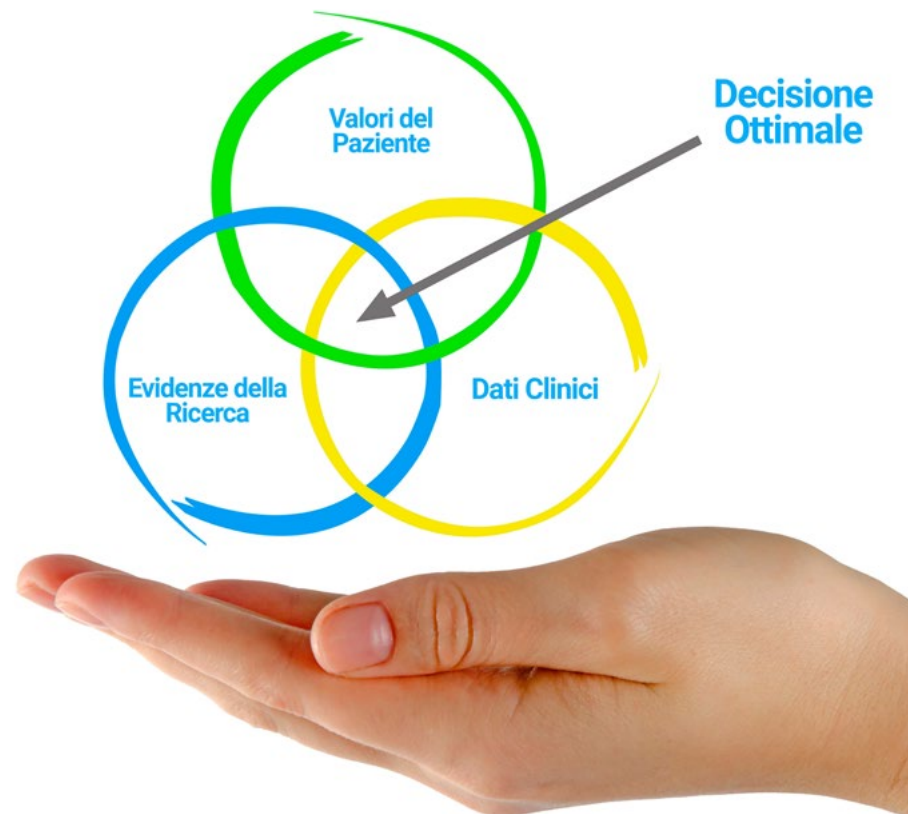 Valori del
Paziente
Decisione
Ottimale
Evidenze della
Ricerca
Dati Clinici